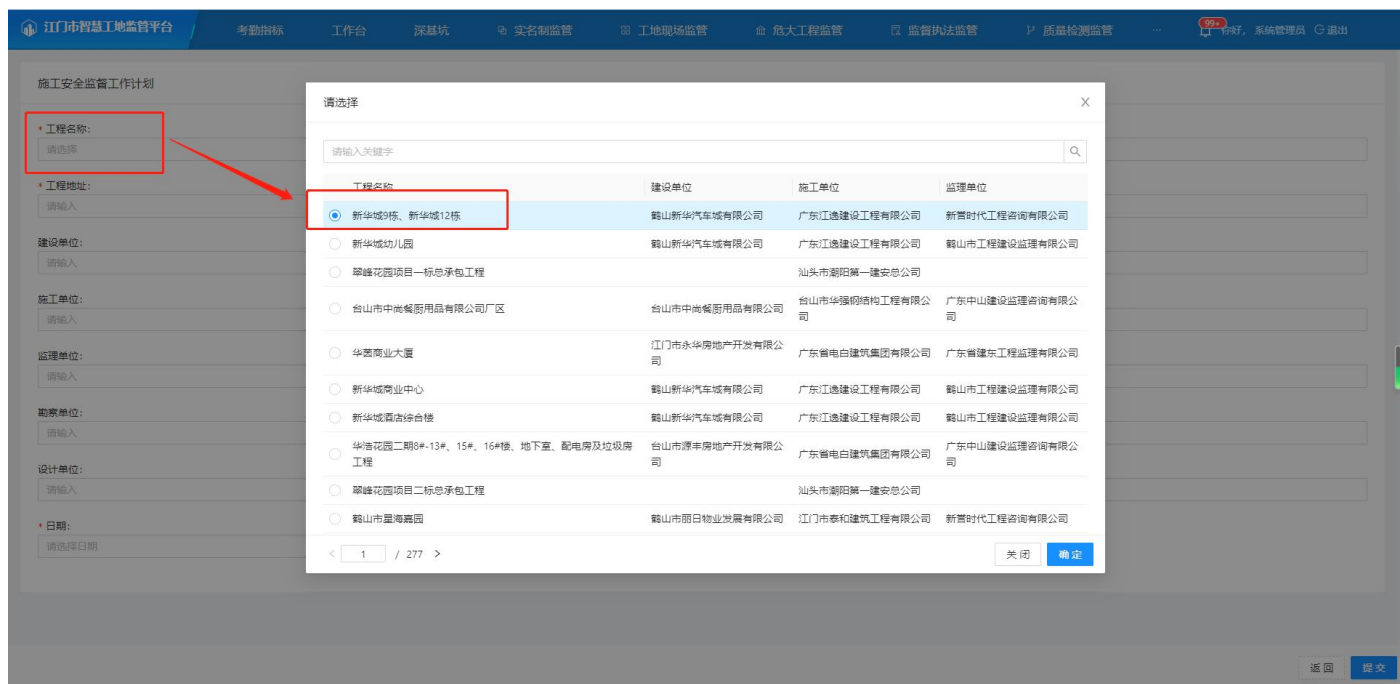 江门市智慧工地监管平台 考勤指标 工作台 深基坑 实名制监管 工地现场监管 危大工程监管 监督执法监管 质量检测监管 ... 99+ 你好，系统管理员 退出
施工安全监督工作计划
* 工程名称:
请选择
* 工程地址:
请输入
建设单位:
请输入
施工单位:
请输入
监理单位:
请输入
勘察单位:
请输入
设计单位:
请输入
* 日期:
请选择日期
请选择
请输入关键字
工程名称 建设单位 施工单位 监理单位
新华城9栋、新华城12栋 鹤山新华汽车城有限公司 广东江逸建设工程有限公司 新誉时代工程咨询有限公司
新华城幼儿园 鹤山新华汽车城有限公司 广东江逸建设工程有限公司 鹤山市工程建设监理有限公司
翠峰花园项目一标总承包工程 汕头市潮阳第一建安总公司
台山市中尚餐厨用品有限公司厂区 台山市中尚餐厨用品有限公司 台山市华强钢结构工程有限公司 广东中山建设监理咨询有限公司
华茵商业大厦 江门市永华房地产开发有限公司 广东省电白建筑集团有限公司 广东省建东工程监理有限公司
新华城商业中心 鹤山新华汽车城有限公司 广东江逸建设工程有限公司 鹤山市工程建设监理有限公司
新华城酒店综合楼 鹤山新华汽车城有限公司 广东江逸建设工程有限公司 鹤山市工程建设监理有限公司
华浩花园二期8#-13#、15#、16#楼、地下室、配电房及垃圾房工程 台山市源丰房地产开发有限公司 广东省电白建筑集团有限公司 广东中山建设监理咨询有限公司
翠峰花园项目二标总承包工程 汕头市潮阳第一建安总公司
鹤山市星海嘉园 鹤山市丽日物业发展有限公司 江门市泰和建筑工程有限公司 新誉时代工程咨询有限公司
< 1 / 277 >
关闭 确定
返回 提交